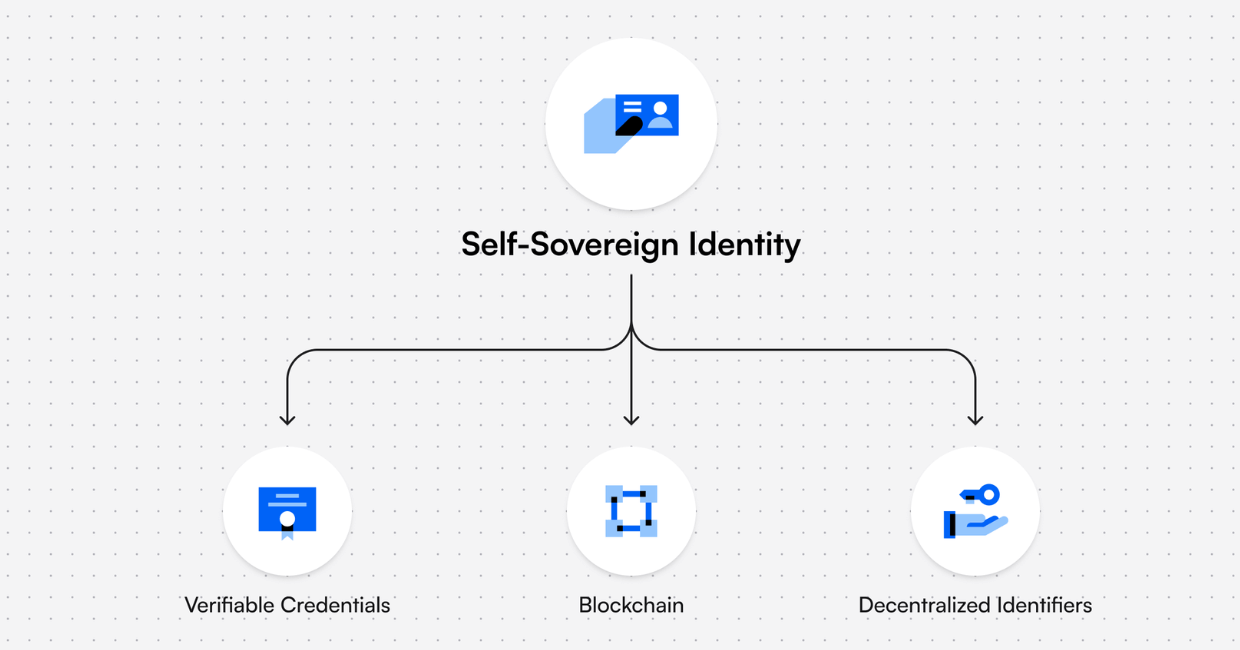 Self-Sovereign Identity
Verifiable Credentials
Blockchain
Decentralized Identifiers